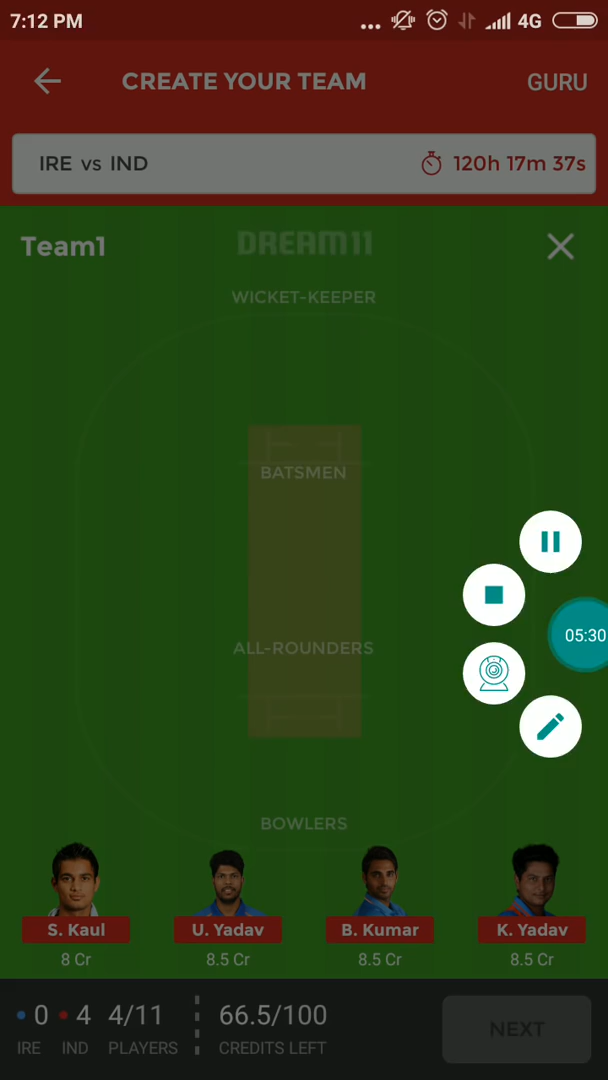 7:12 PM
4G
CREATE YOUR TEAM
GURU
IRE vs IND
120h 17m 37s
Team1
DREAM11
WICKET-KEEPER
BATSMEN
05:30
ALL-ROUNDERS
BOWLERS
S. Kaul
U. Yadav
B. Kumar
K. Yadav
8 Cr
8.5 Cr
8.5 Cr
8.5 Cr
0 4 4/11 66.5/100
IRE IND PLAYERS CREDITS LEFT
NEXT